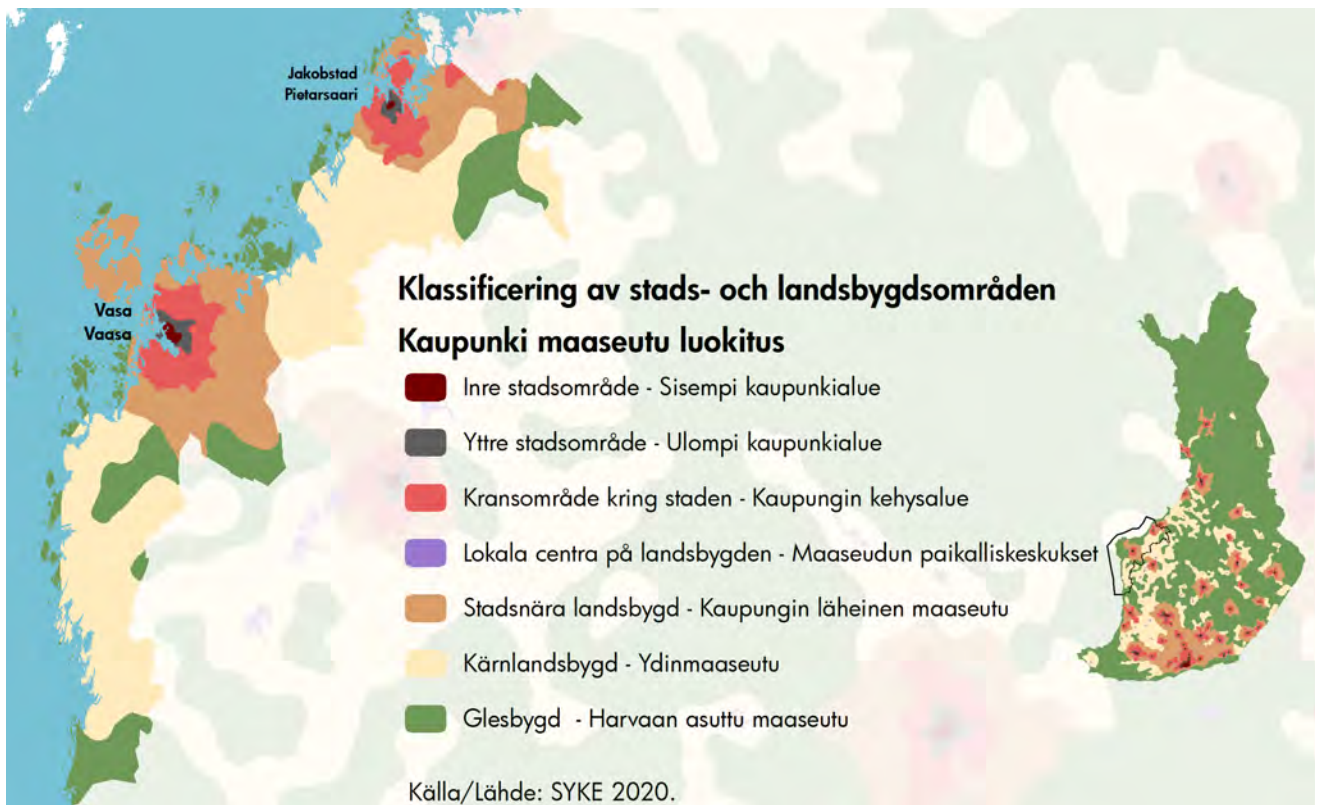 Jakobstad
Pietarsaari
Vasa
Vaasa
Klassificering av stads- och landsbygdsområden
Kaupunki maaseutu luokitus
Inre stadsområde - Sisempi kaupunkialue
Yttre stadsområde - Ulompi kaupunkialue
Kransområde kring staden - Kaupungin kehysalue
Lokala centra på landsbygden - Maaseudun paikalliskeskukset
Stadsnära landsbygd - Kaupungin läheinen maaseutu
Kärnlandsbygd - Ydinmaaseutu
Glesbygd - Harvaan asuttu maaseutu
Källa/Lähde: SYKE 2020.